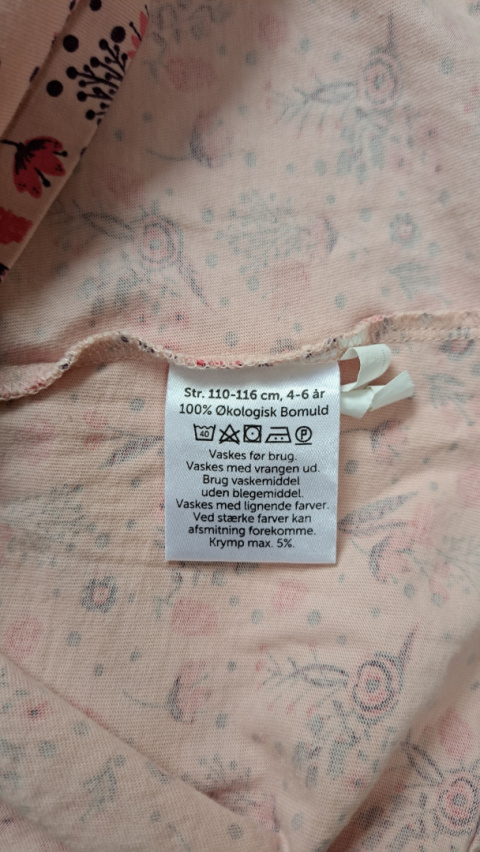 Str. 110-116 cm, 4-6 år
100% Økologisk Bomuld
40 P
Vaskes før brug.
Vaskes med vrangen ud.
Brug vaskemiddel
uden blegemiddel.
Vaskes med lignende farver.
Ved stærke farver kan
afsmitning forekomme.
Krymp max. 5%.